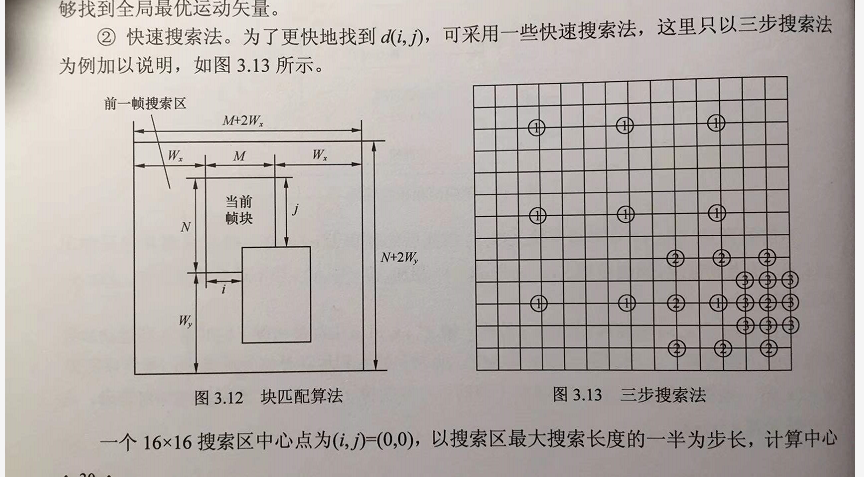 够找到全局最优运动矢量。
② 快速搜索法。为了更快地找到 d(i, j)，可采用一些快速搜索法，这里只以三步搜索法
为例加以说明，如图 3.13 所示。
前一帧搜索区
M+2Wx
Wx M Wx
当前
帧块
N
j
N+2Wy
i
Wy
① ① ①
① ① ①
② ② ②
③ ③ ③
① ① ② ① ③ ② ③
③ ③ ③
② ② ②
图 3.12 块匹配算法
图 3.13 三步搜索法
一个 16×16 搜索区中心点为(i, j)=(0,0)，以搜索区最大搜索长度的一半为步长，计算中心